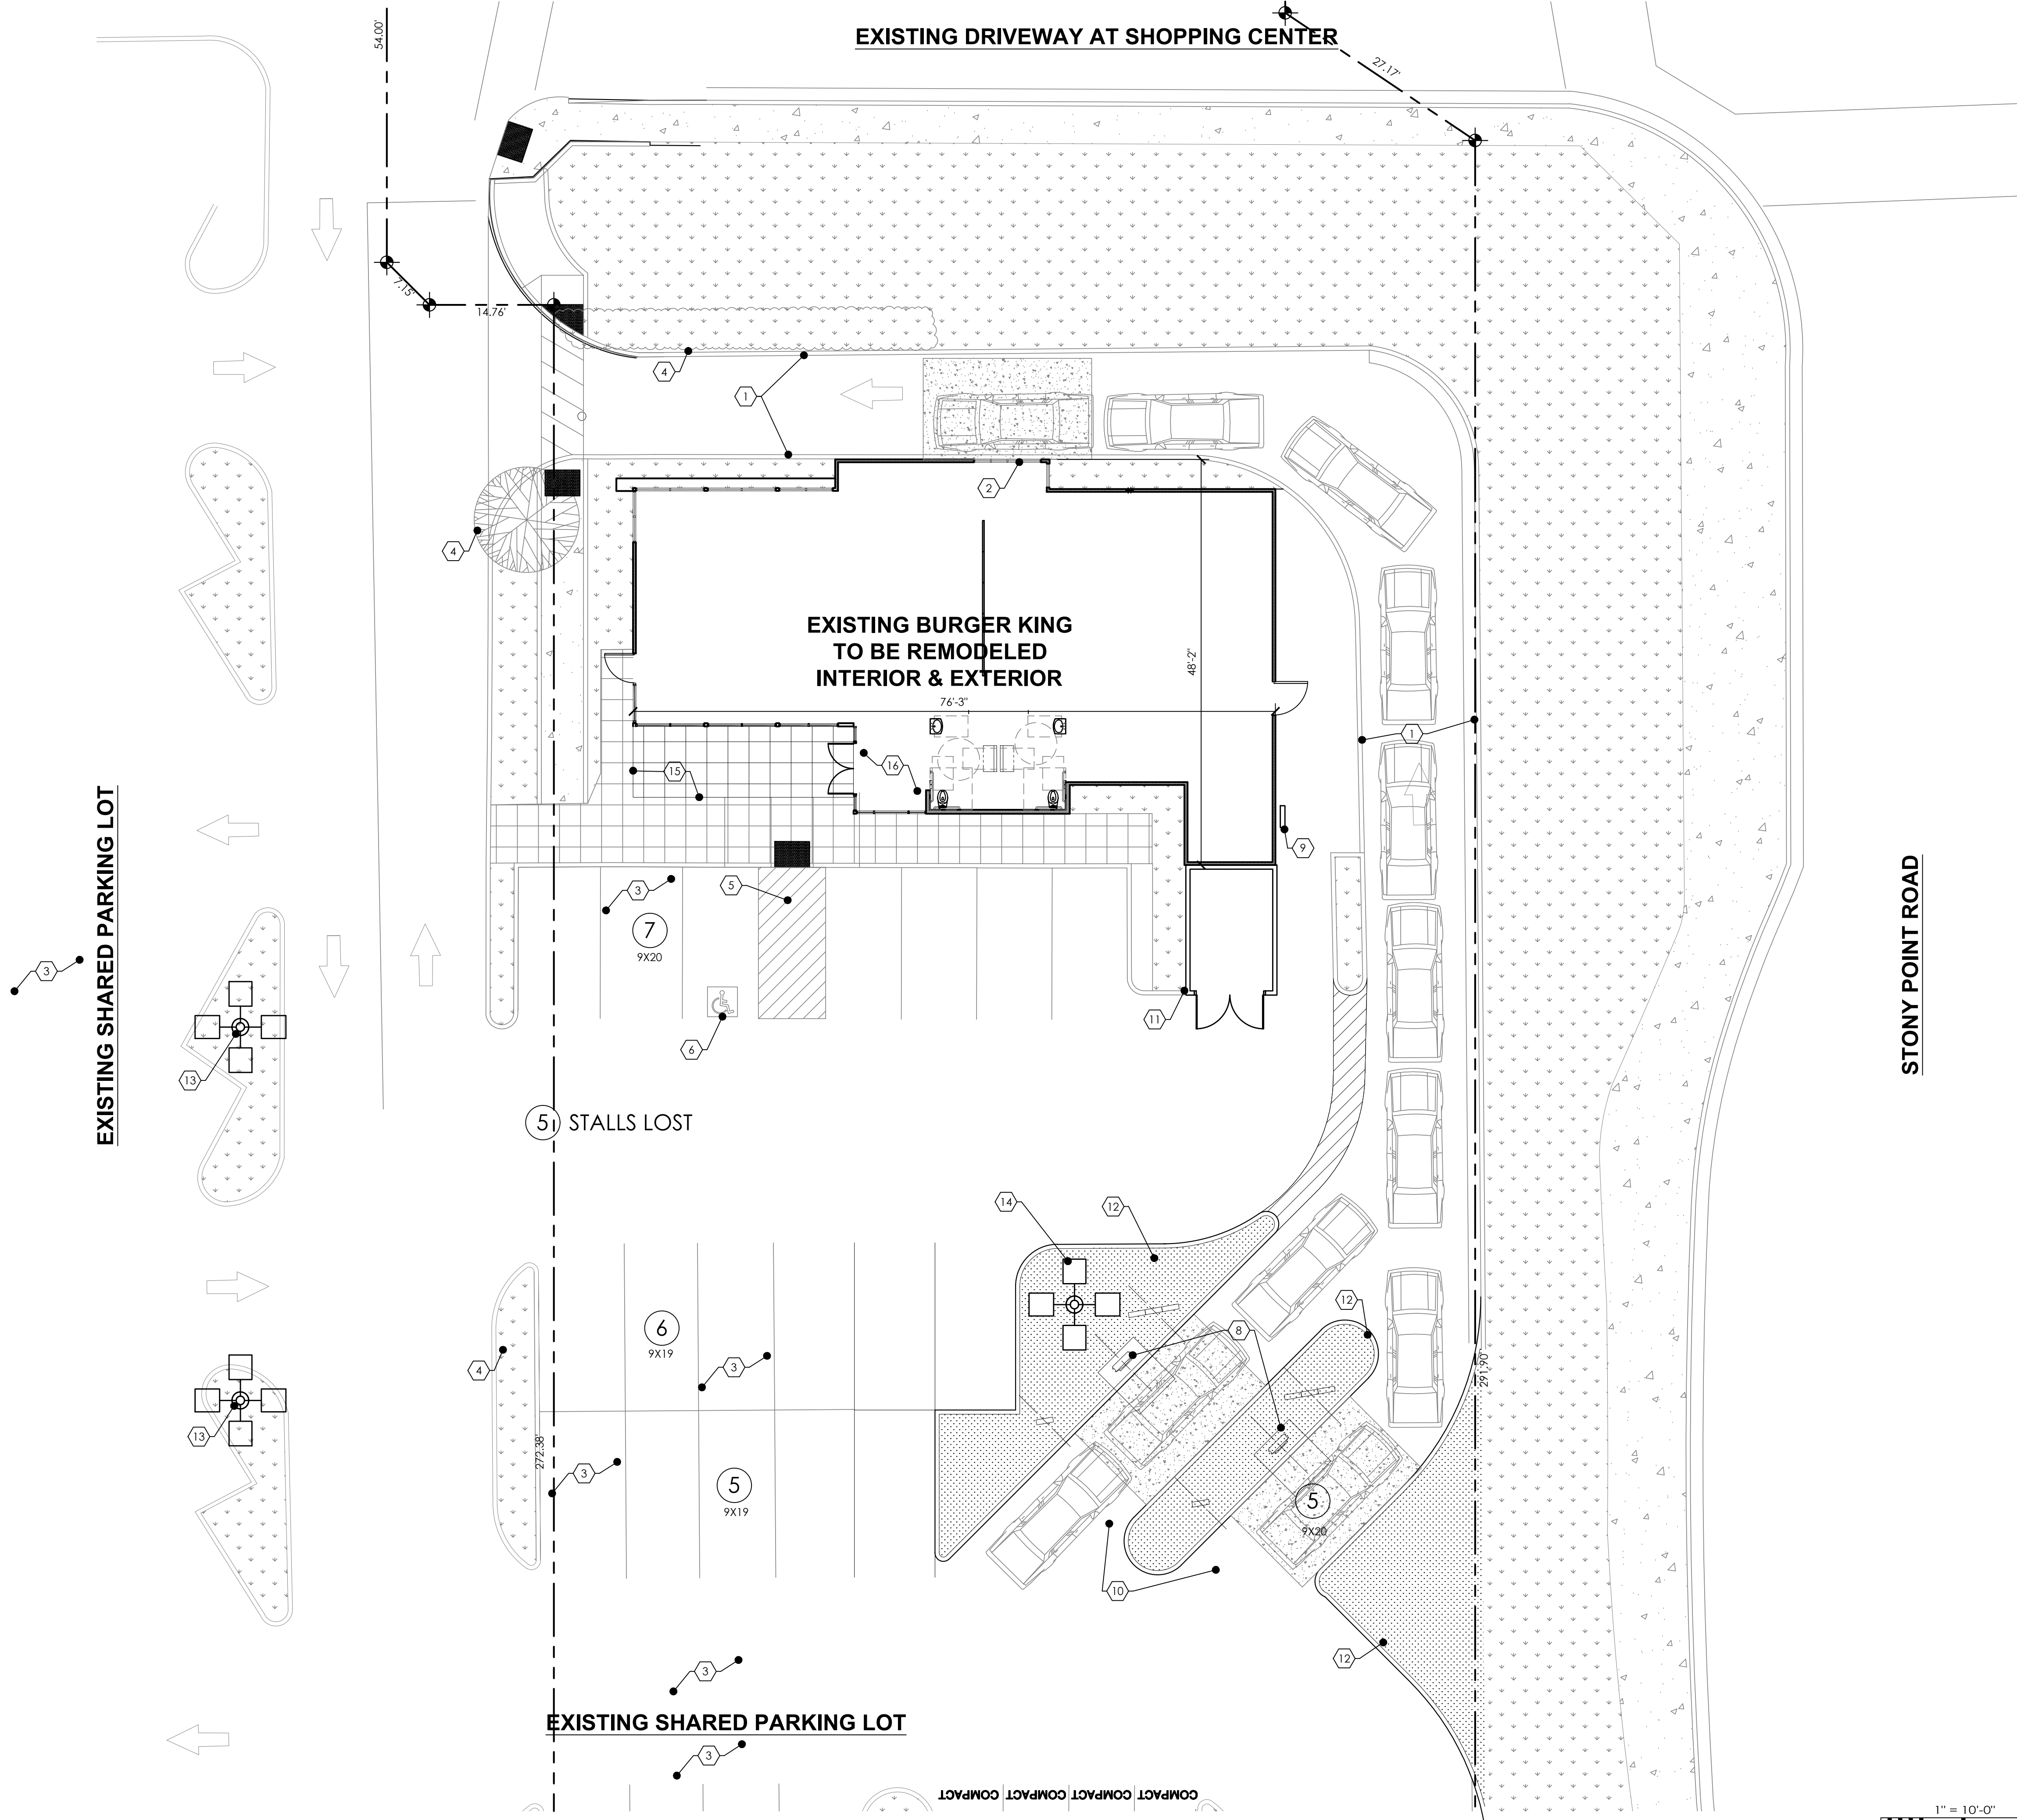 54.00'
EXISTING DRIVEWAY AT SHOPPING CENTER
27.17'
7.15'
14.76'
4
1
2
4
EXISTING BURGER KING
TO BE REMODELED
INTERIOR & EXTERIOR
76'-3"
48'-2"
1
15
16
9
EXISTING SHARED PARKING LOT
STONY POINT ROAD
3
3
5
7
9X20
6
11
13
5 STALLS LOST
14
12
12
8
6
9X19
3
4
13
272.38'
3
5
9X19
291.90'
5
9X20
10
12
3
EXISTING SHARED PARKING LOT
3
COMPACT COMPACT COMPACT COMPACT
1" = 10'-0"